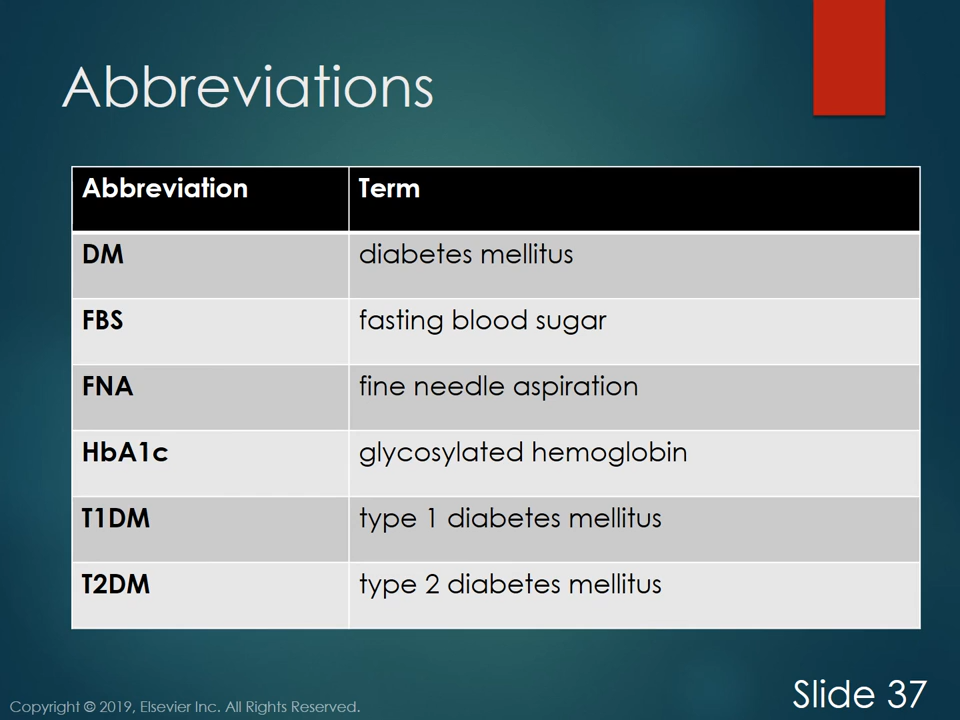 Abbreviations
Abbreviation Term
DM diabetes mellitus
FBS fasting blood sugar
FNA fine needle aspiration
HbA1c glycosylated hemoglobin
T1DM type 1 diabetes mellitus
T2DM type 2 diabetes mellitus
Copyright © 2019, Elsevier Inc. All Rights Reserved.
Slide 37